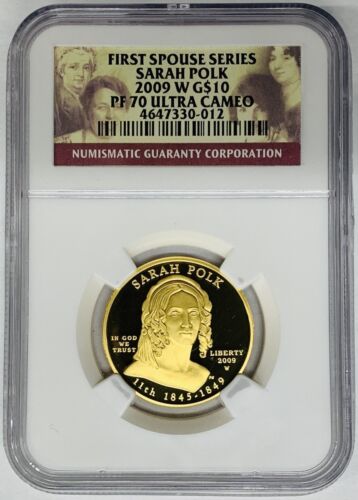 FIRST SPOUSE SERIES
SARAH POLK
2009 W G$10
PF 70 ULTRA CAMEO
4647330-012
NUMISMATIC GUARANTY CORPORATION
SARAH POLK
IN GOD
WE
TRUST
LIBERTY
2009
W
11th 1845-1849